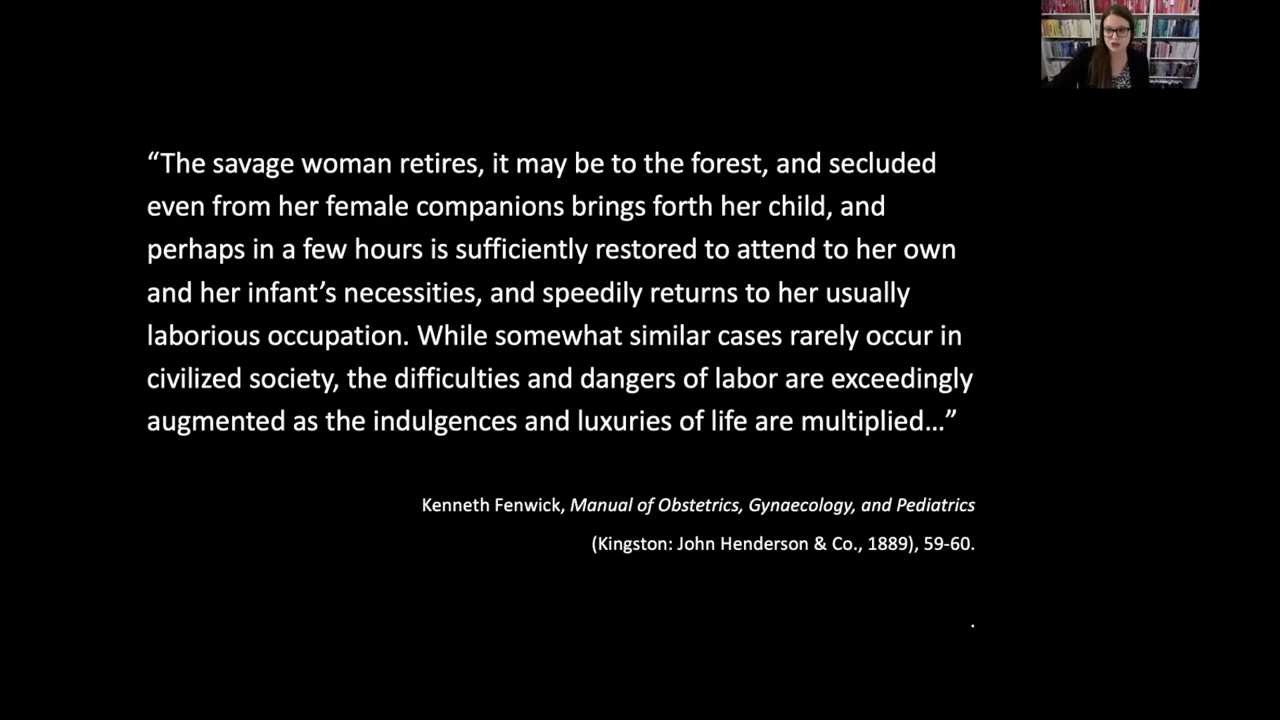 “The savage woman retires, it may be to the forest, and secluded
even from her female companions brings forth her child, and
perhaps in a few hours is sufficiently restored to attend to her own
and her infant’s necessities, and speedily returns to her usually
laborious occupation. While somewhat similar cases rarely occur in
civilized society, the difficulties and dangers of labor are exceedingly
augmented as the indulgences and luxuries of life are multiplied…”
Kenneth Fenwick, Manual of Obstetrics, Gynaecology, and Pediatrics
(Kingston: John Henderson & Co., 1889), 59-60.
.